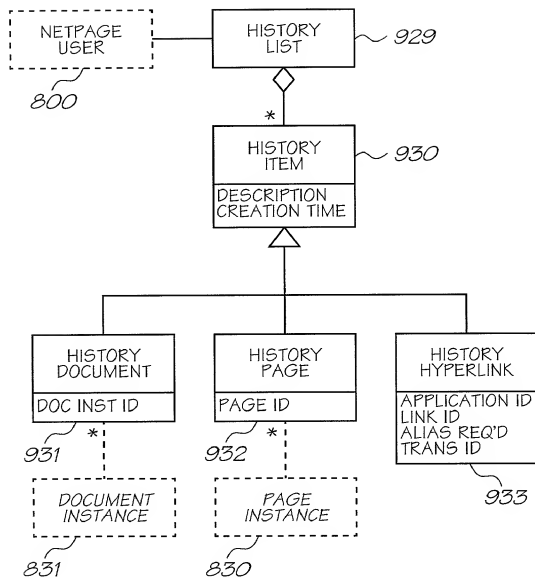 NETPAGE
USER
800
HISTORY
LIST
929
*
HISTORY
ITEM
930
DESCRIPTION
CREATION TIME
HISTORY
DOCUMENT
DOC INST ID
931
*
HISTORY
PAGE
PAGE ID
932
*
HISTORY
HYPERLINK
APPLICATION ID
LINK ID
ALIAS REQ'D
TRANS ID
933
DOCUMENT
INSTANCE
831
PAGE
INSTANCE
830